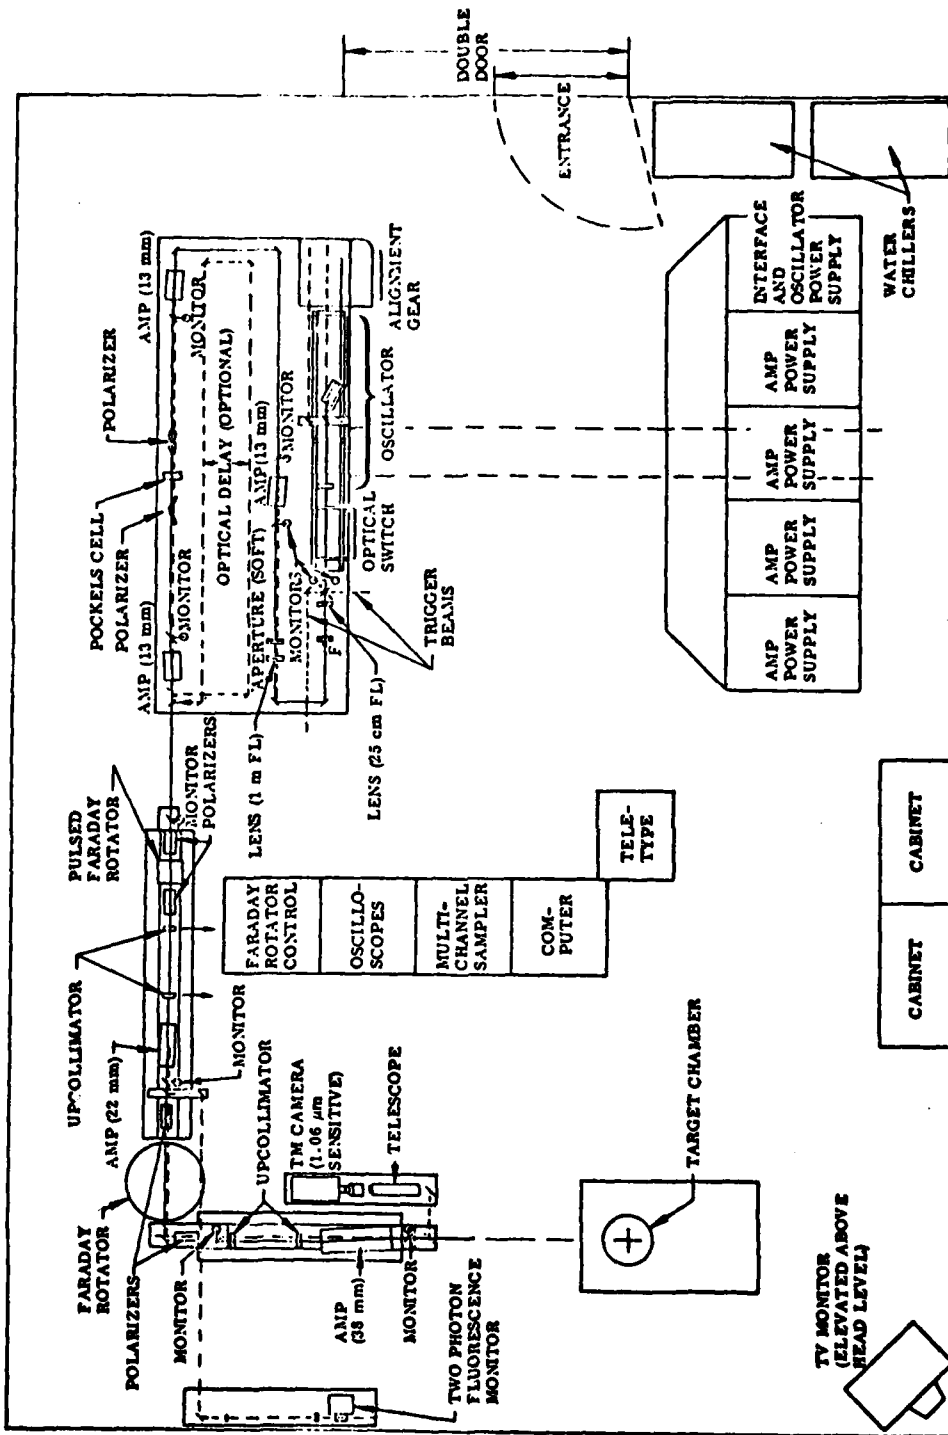 DOUBLE
DOOR
ENTRANCE
WATER
CHILLERS
INTERFACE
AND
OSCILLATOR
POWER
SUPPLY
AMP
POWER
SUPPLY
AMP
POWER
SUPPLY
AMP
POWER
SUPPLY
AMP
POWER
SUPPLY
AMP (13 mm)
MONITOR
POLARIZER
POCKELS CELL
POLARIZER
MONITOR
AMP (13 mm)
OPTICAL DELAY (OPTIONAL)
AMP (13 mm)
MONITOR
APERTURE (SOFT)
MONITORS
F
ALIGNMENT
GEAR
OSCILLATOR
OPTICAL
SWITCH
TRIGGER
BEAMS
LENS (25 cm FL)
LENS (1 m FL)
MONITOR
POLARIZERS
PULSED
FARADAY
ROTATOR
UPCOLLIMATOR
AMP (22 mm)
MONITOR
FARADAY
ROTATOR
POLARIZERS
MONITOR
UPCOLLIMATOR
TM CAMERA
(1.06 µm
SENSITIVE)
TELESCOPE
AMP
(38 mm)
MONITOR
TWO PHOTON
FLUORESCENCE
MONITOR
FARADAY
ROTATOR
CONTROL
OSCILLO-
SCOPES
MULTI-
CHANNEL
SAMPLER
COM-
PUTER
TELE-
TYPE
CABINET
CABINET
TARGET CHAMBER
TV MONITOR
(ELEVATED ABOVE
HEAD LEVEL)